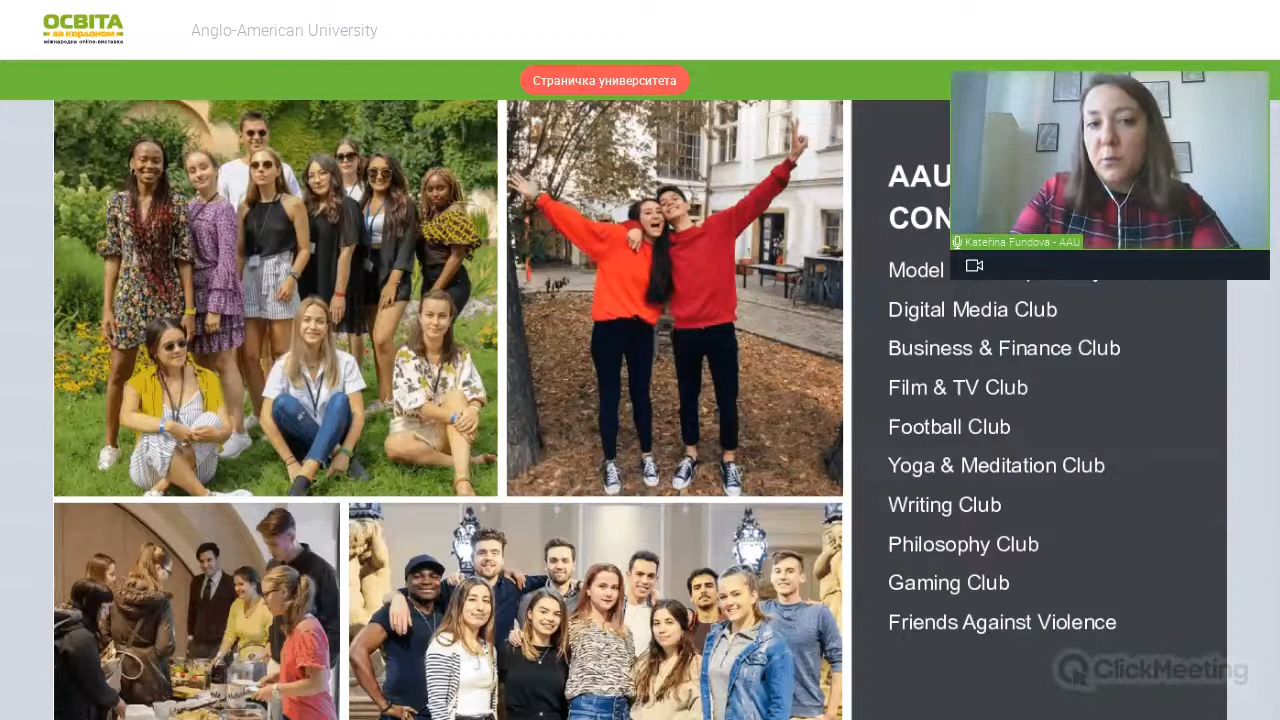 ОСВІТА
за кордоном
міжнародна online-виставка
Anglo-American University
Страничка университета
AAU
CON
Kateřina Fundova - AAU
Model
Digital Media Club
Business & Finance Club
Film & TV Club
Football Club
Yoga & Meditation Club
Writing Club
Philosophy Club
Gaming Club
Friends Against Violence
ClickMeeting